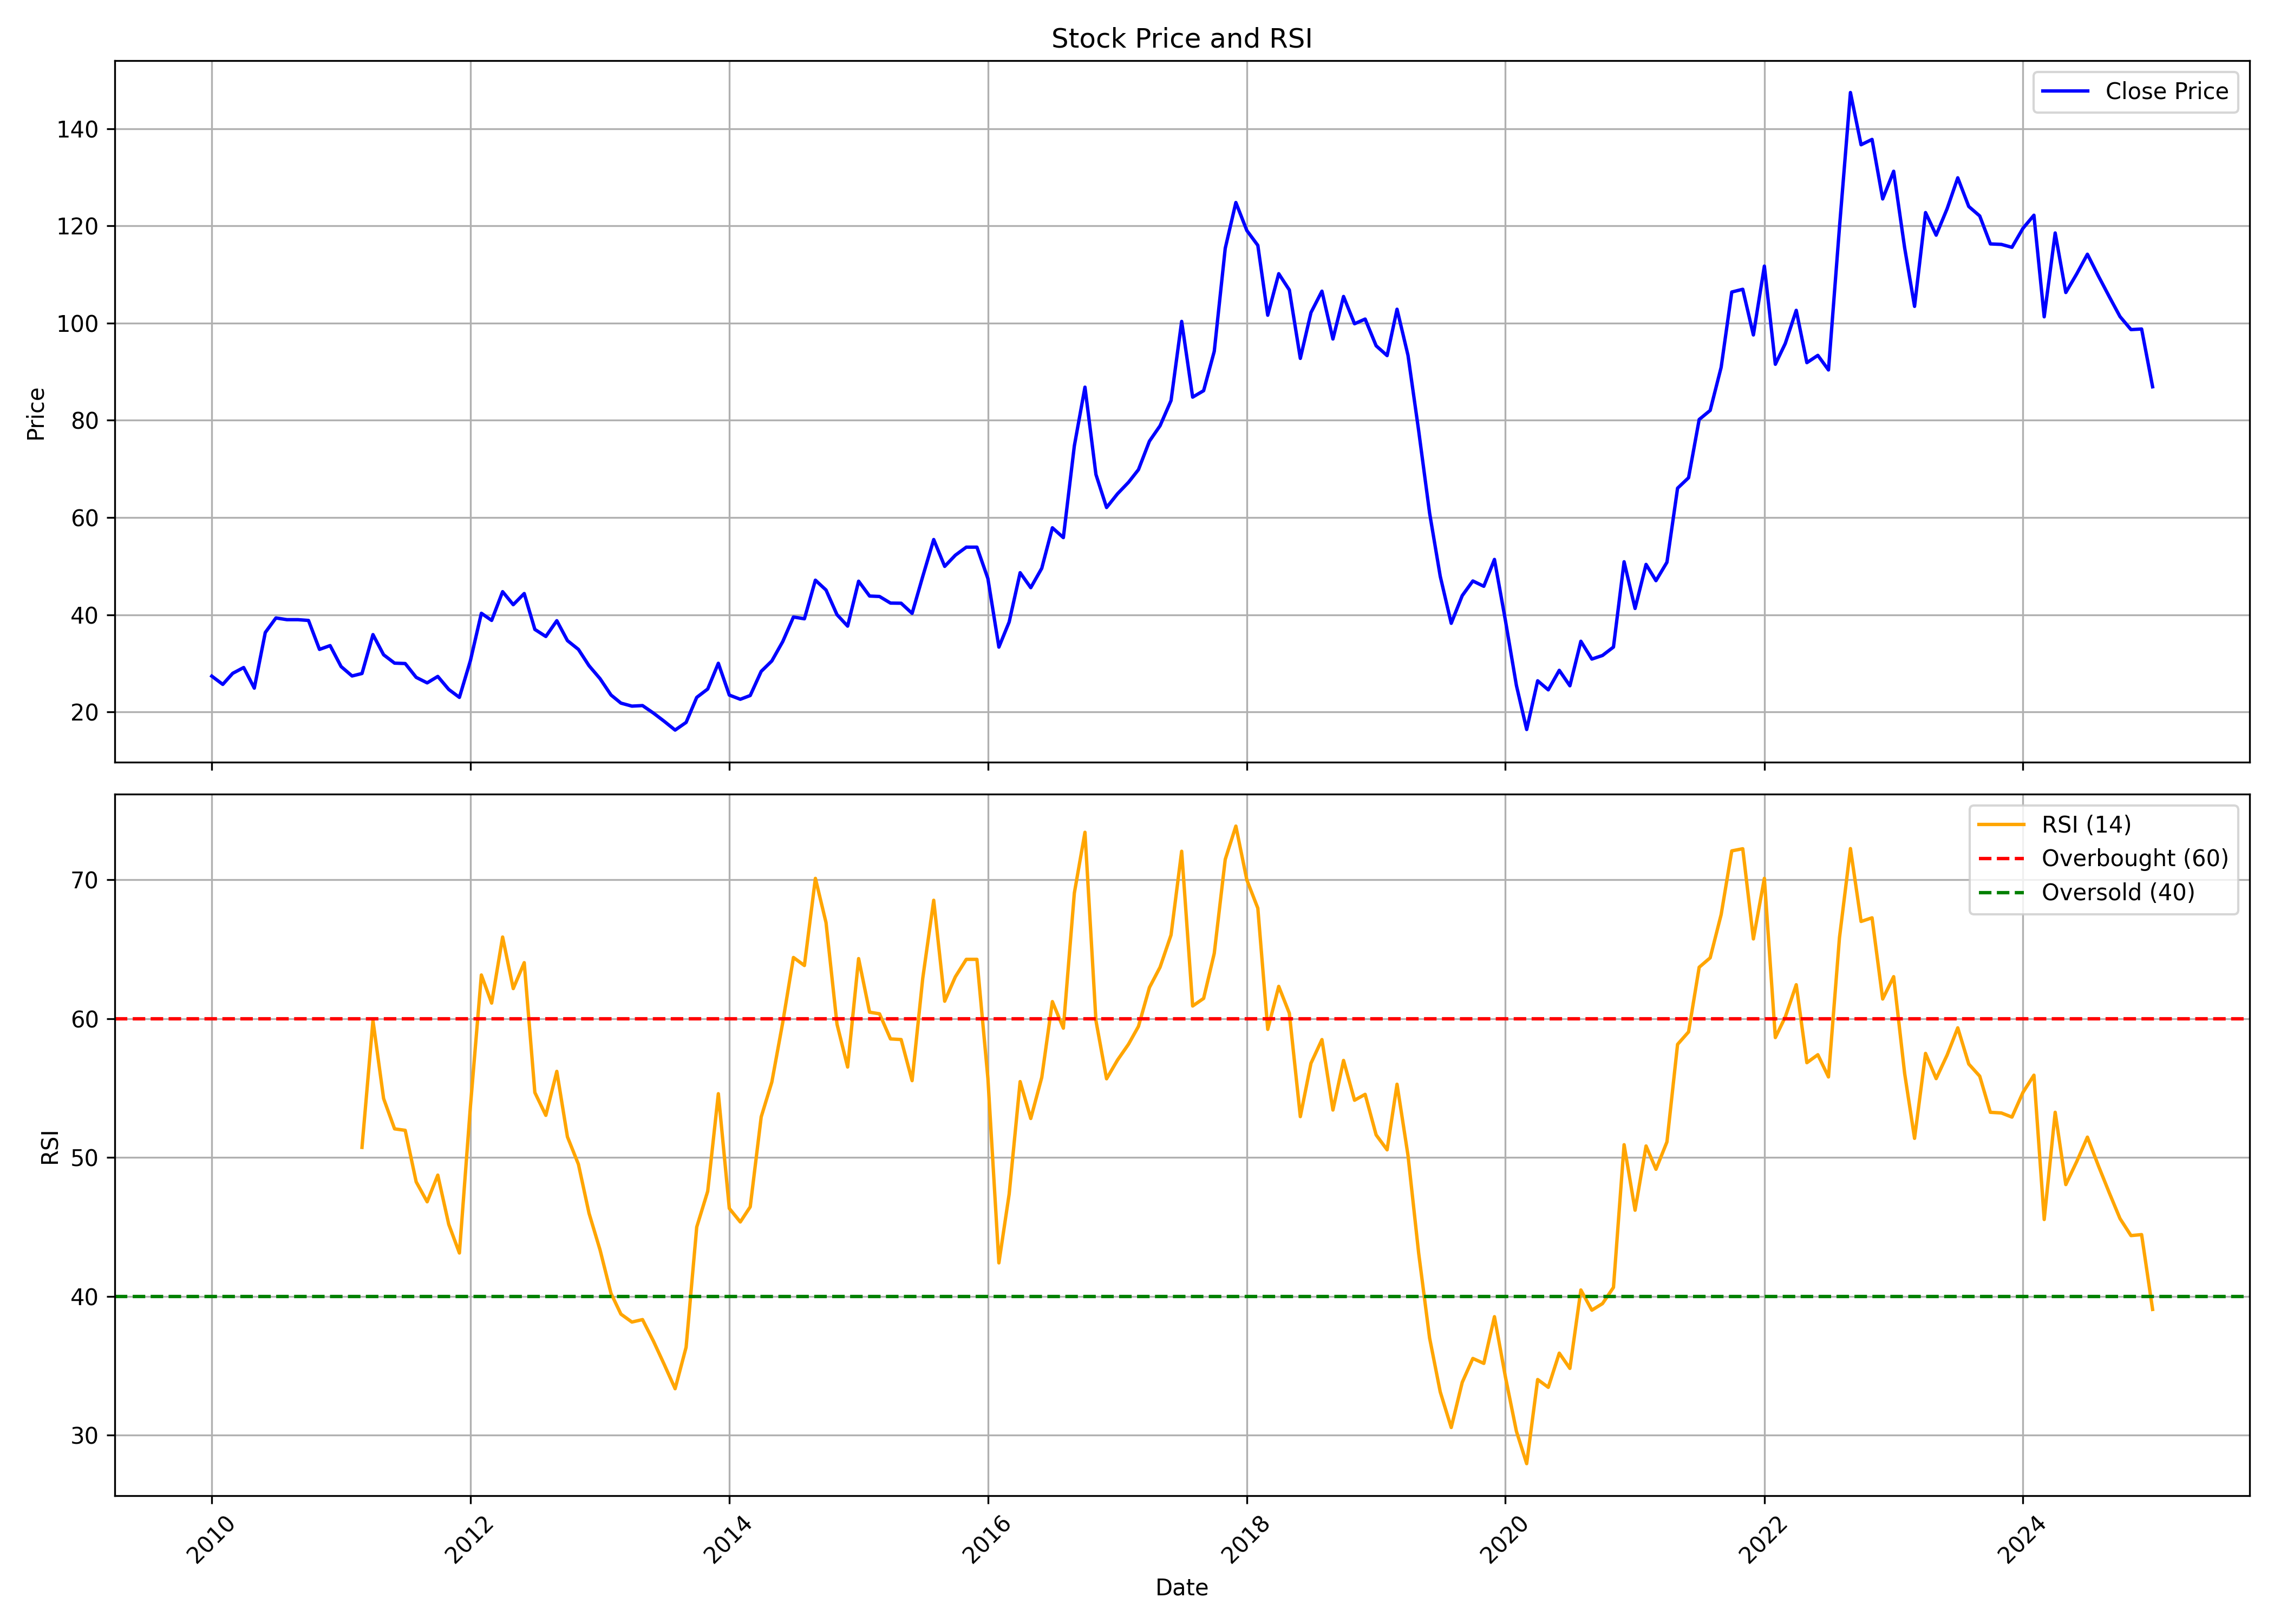 Stock Price and RSI
Close Price
140
120
100
80
60
40
20
Price
RSI (14)
Overbought (60)
Oversold (40)
70
60
50
40
30
RSI
2010
2012
2014
2016
2018
2020
2022
2024
Date